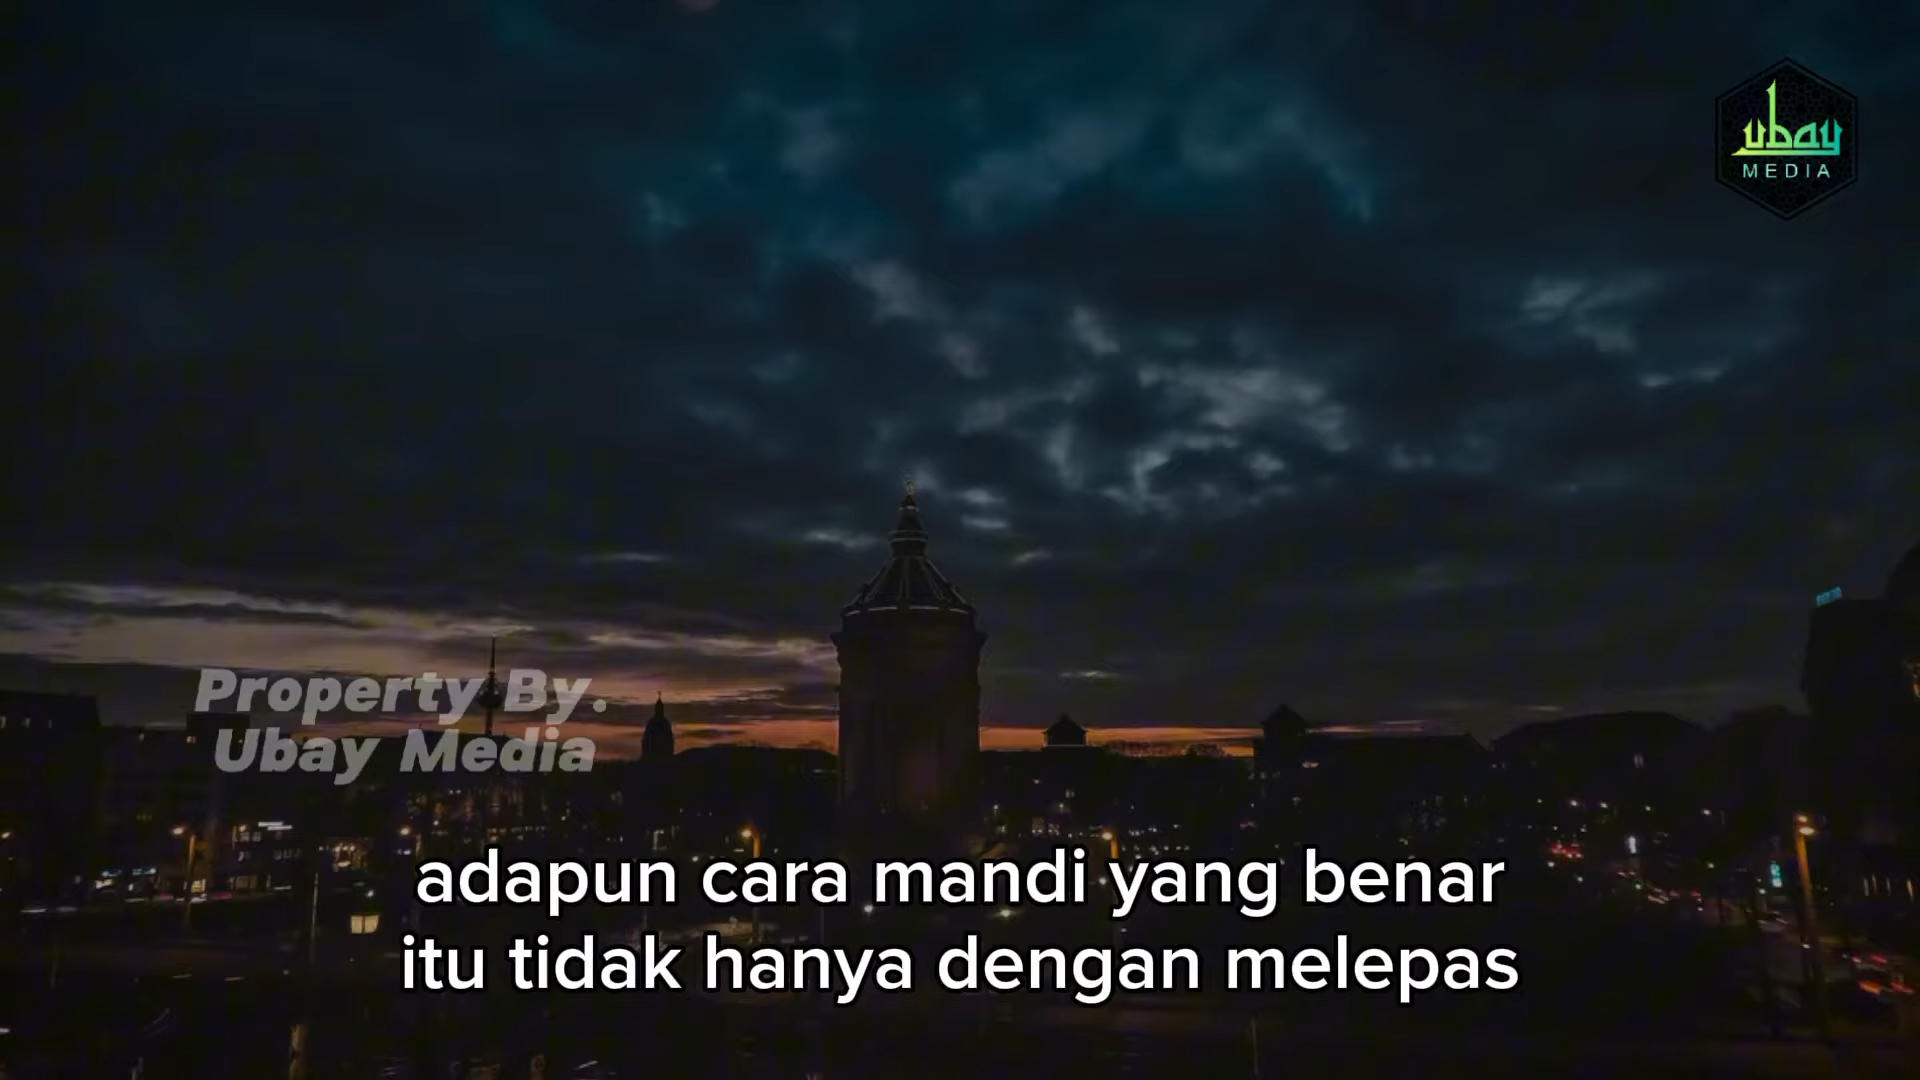 ubay
MEDIA
Property By.
Ubay Media
adapun cara mandi yang benar
itu tidak hanya dengan melepas